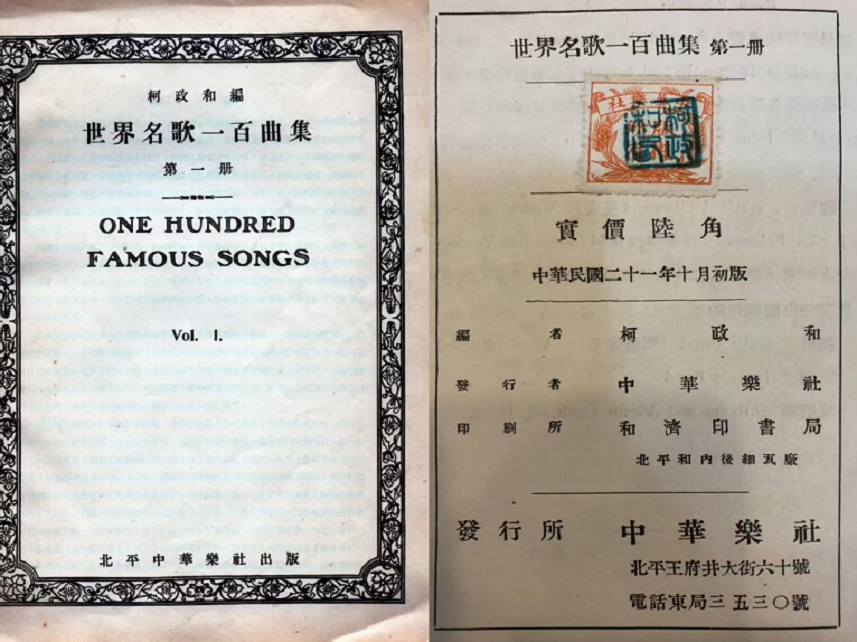 柯政和編
世界名歌一百曲集
第一册
ONE HUNDRED
FAMOUS SONGS
Vol. I.
北平中華樂社出版
世界名歌一百曲集 第一册
實價陸角
中華民國二十一年十月初版
編者 柯政和
發行者 中華樂社
印刷所 和濟印書局
北平和內後細瓦廠
發行所 中華樂社
北平王府井大街六十號
電話東局三五三〇號